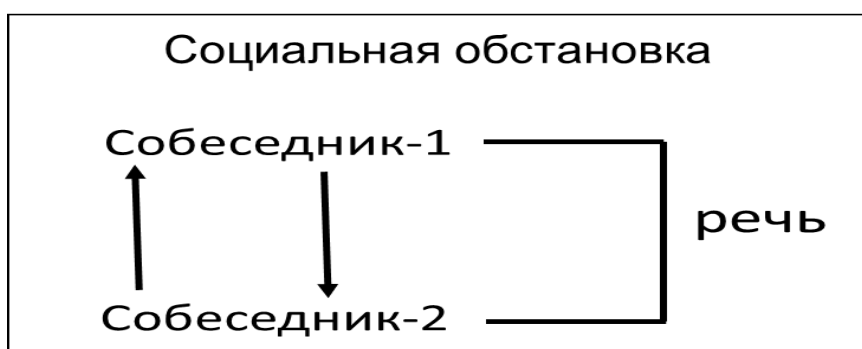 Социальная обстановка
Собеседник-1
речь
Собеседник-2